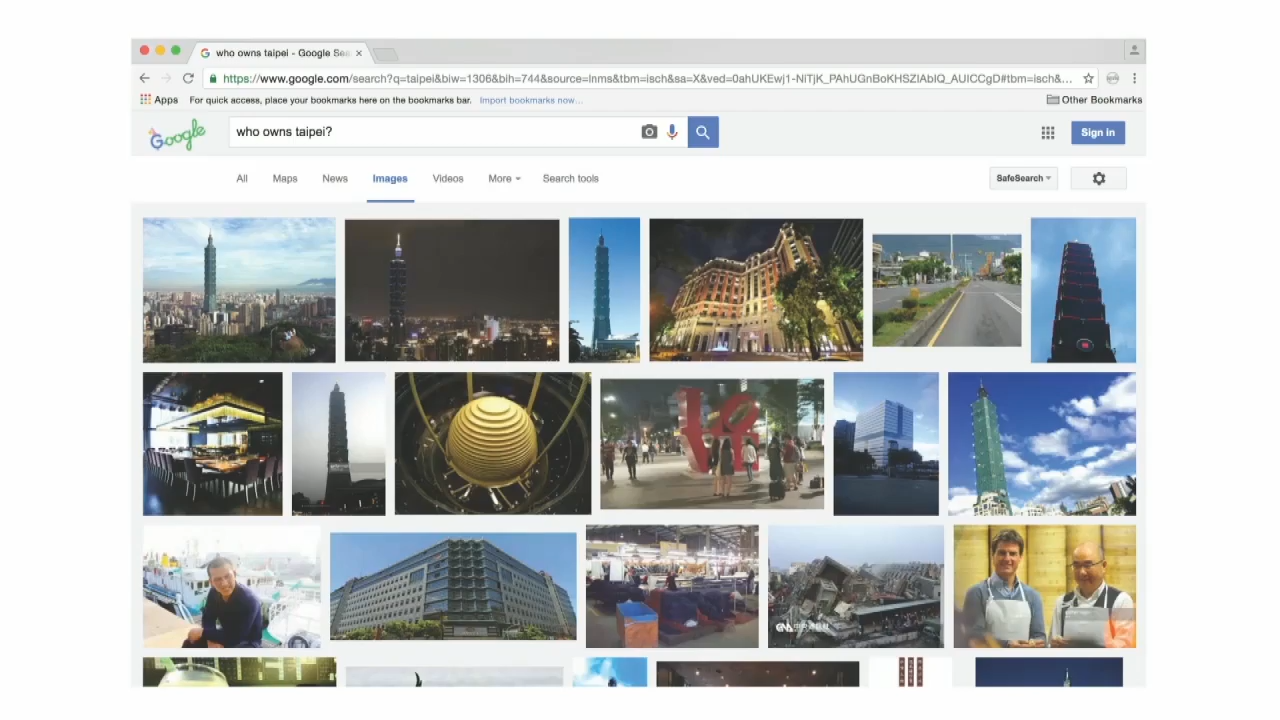 who owns taipei - Google Sea
https://www.google.com/search?q=taipei&biw=1306&bih=744&source=lnms&tbm=isch&sa=X&ved=0ahUKEwj1-NiTjK_PAhUGnBoKHSZIAbIQ_AUICCgD#tbm=isch&...
Apps For quick access, place your bookmarks here on the bookmarks bar. Import bookmarks now... Other Bookmarks
Google who owns taipei? Sign in
All Maps News Images Videos More Search tools SafeSearch